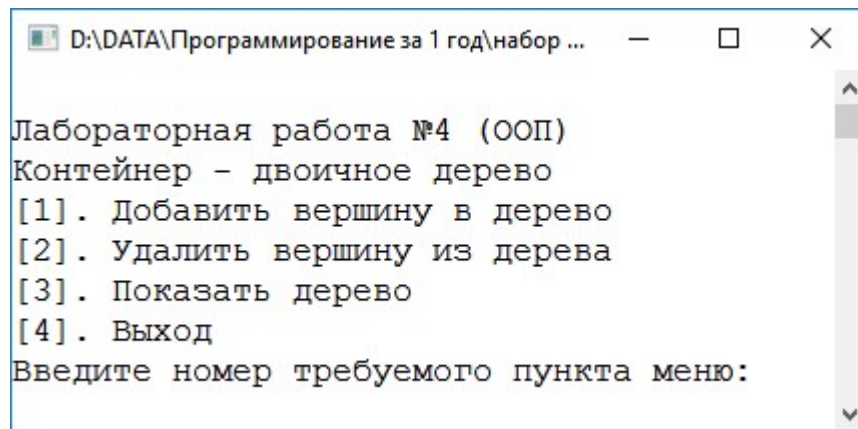 D:\DATA\Программирование за 1 год\набор ...
Лабораторная работа №4 (ООП)
Контейнер - двоичное дерево
[1]. Добавить вершину в дерево
[2]. Удалить вершину из дерева
[3]. Показать дерево
[4]. Выход
Введите номер требуемого пункта меню: